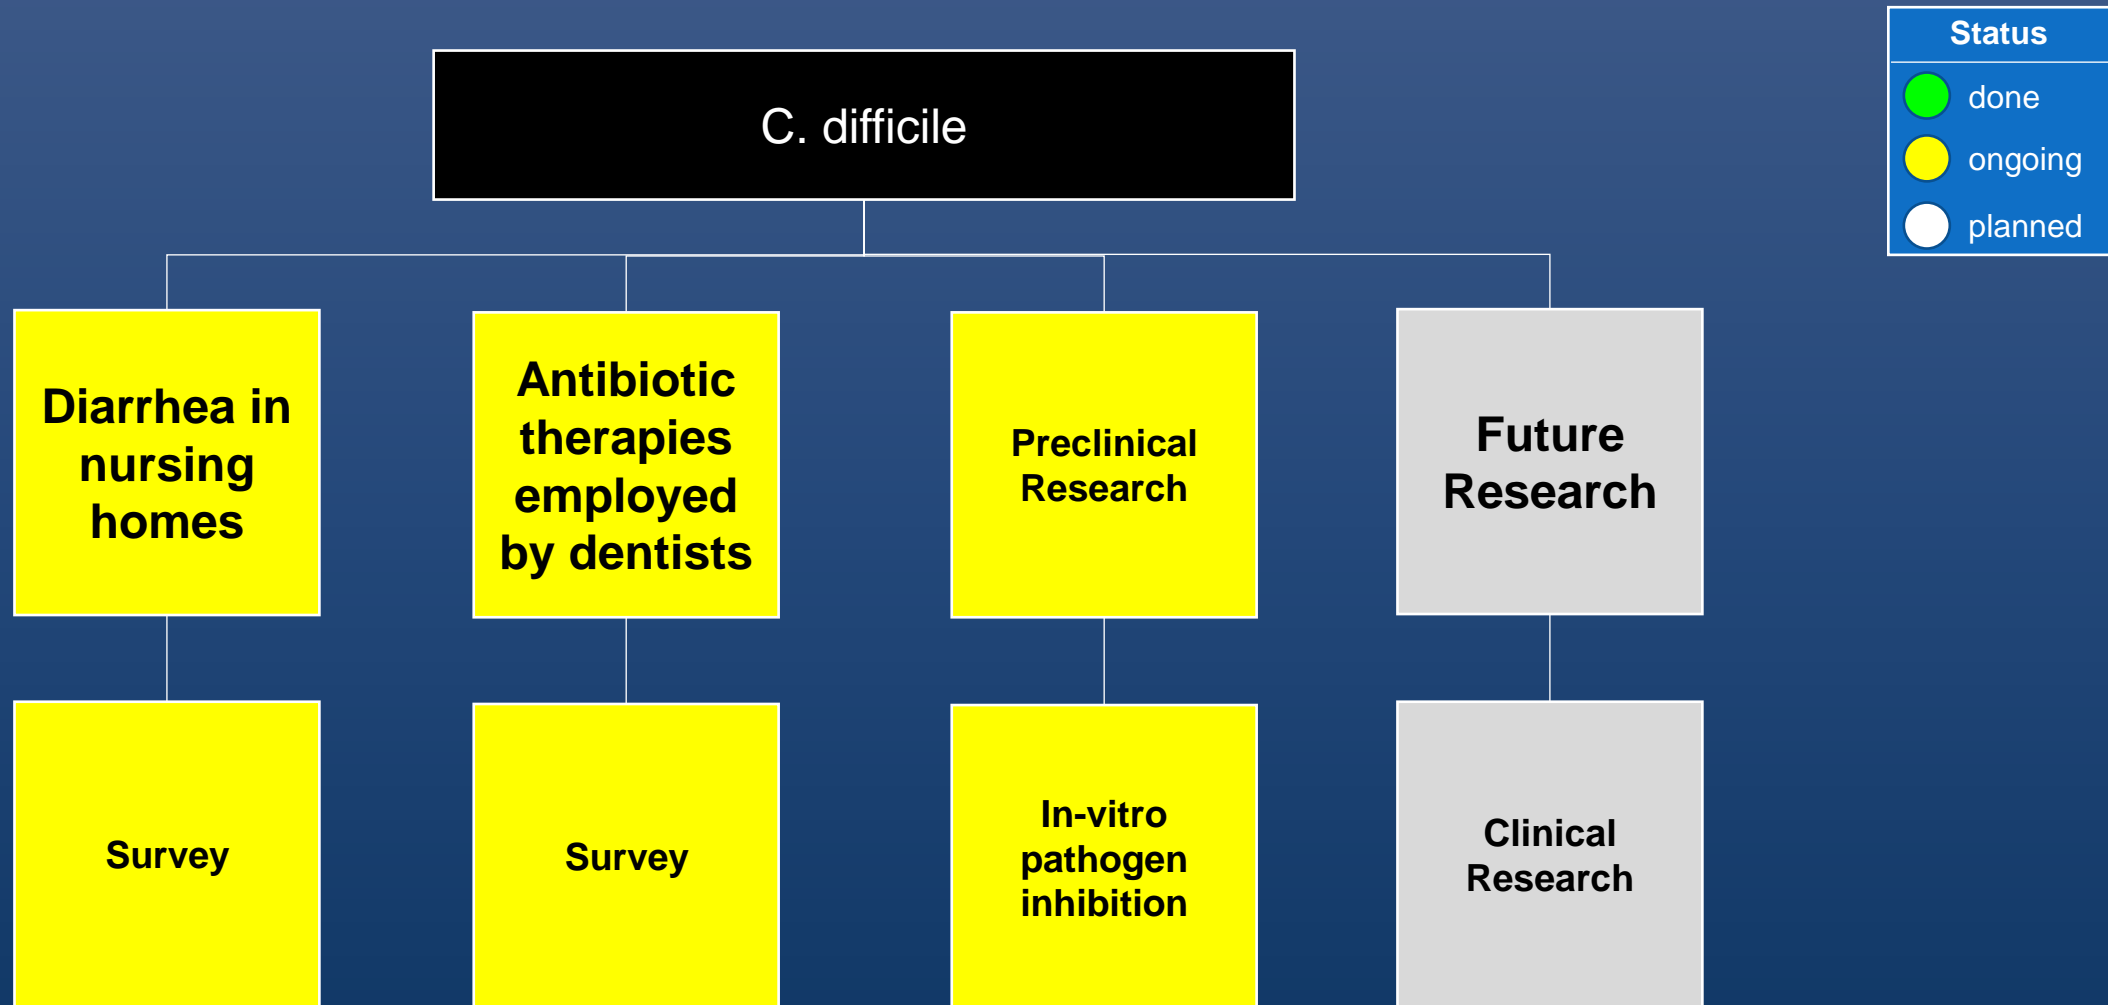 Status
done
ongoing
planned
C. difficile
Diarrhea in
nursing
homes
Antibiotic
therapies
employed
by dentists
Preclinical
Research
Future
Research
Survey
Survey
In-vitro
pathogen
inhibition
Clinical
Research